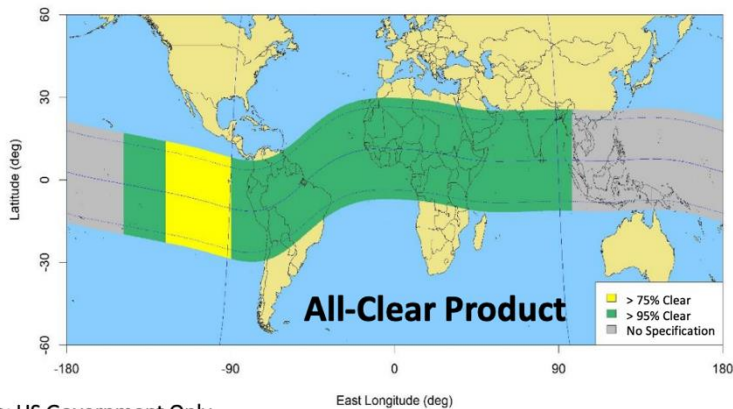 60
30
0
-30
-60
Latitude (deg)
All-Clear Product
> 75% Clear
> 95% Clear
No Specification
-180
-90
0
90
180
East Longitude (deg)
US Government Only